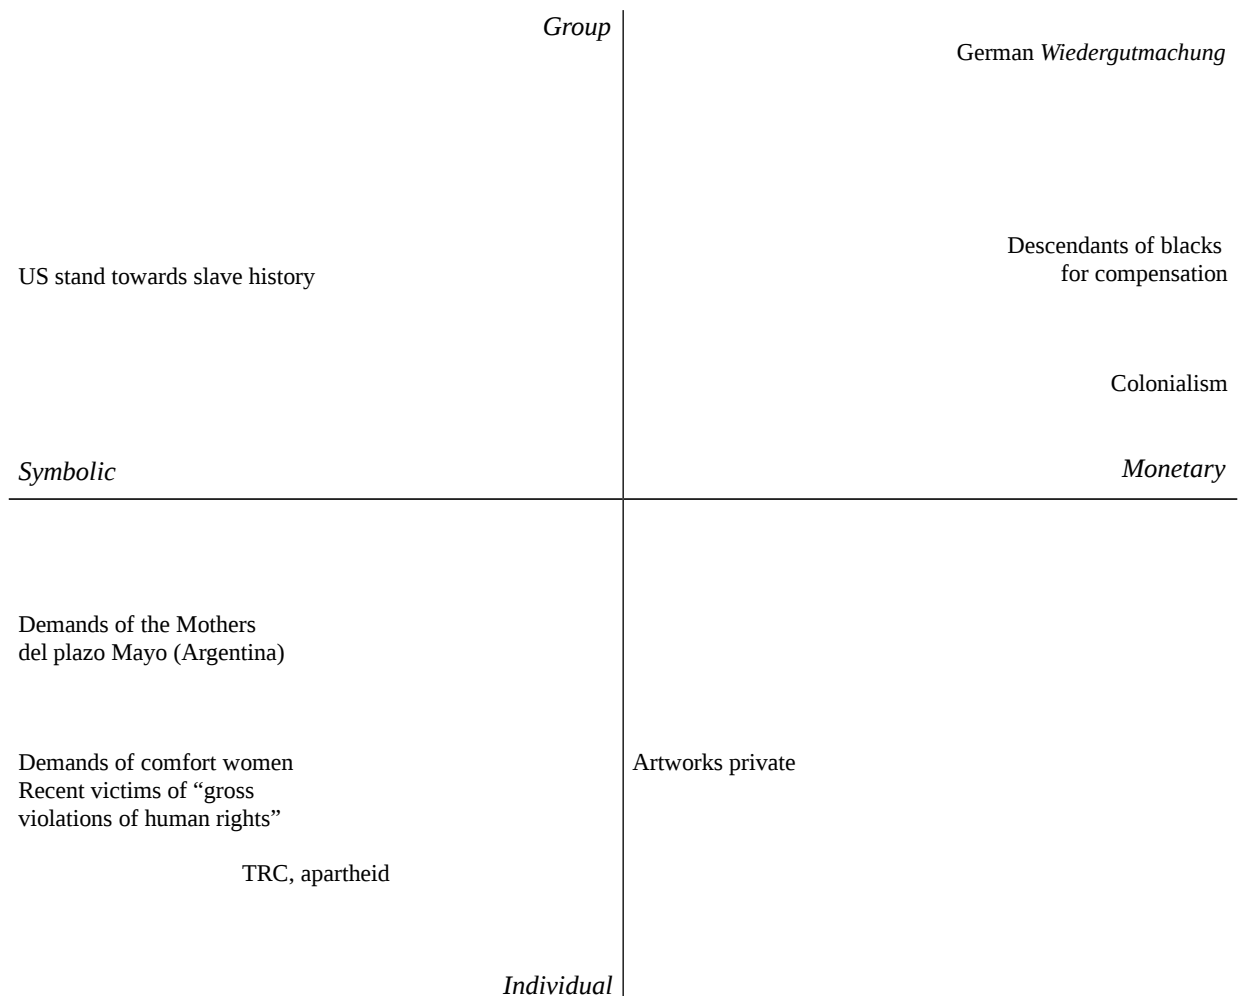 Group
German Wiedergutmachung
Descendants of blacks
for compensation
US stand towards slave history
Colonialism
Symbolic
Monetary
Demands of the Mothers
del plazo Mayo (Argentina)
Demands of comfort women
Recent victims of “gross
violations of human rights”
Artworks private
TRC, apartheid
Individual